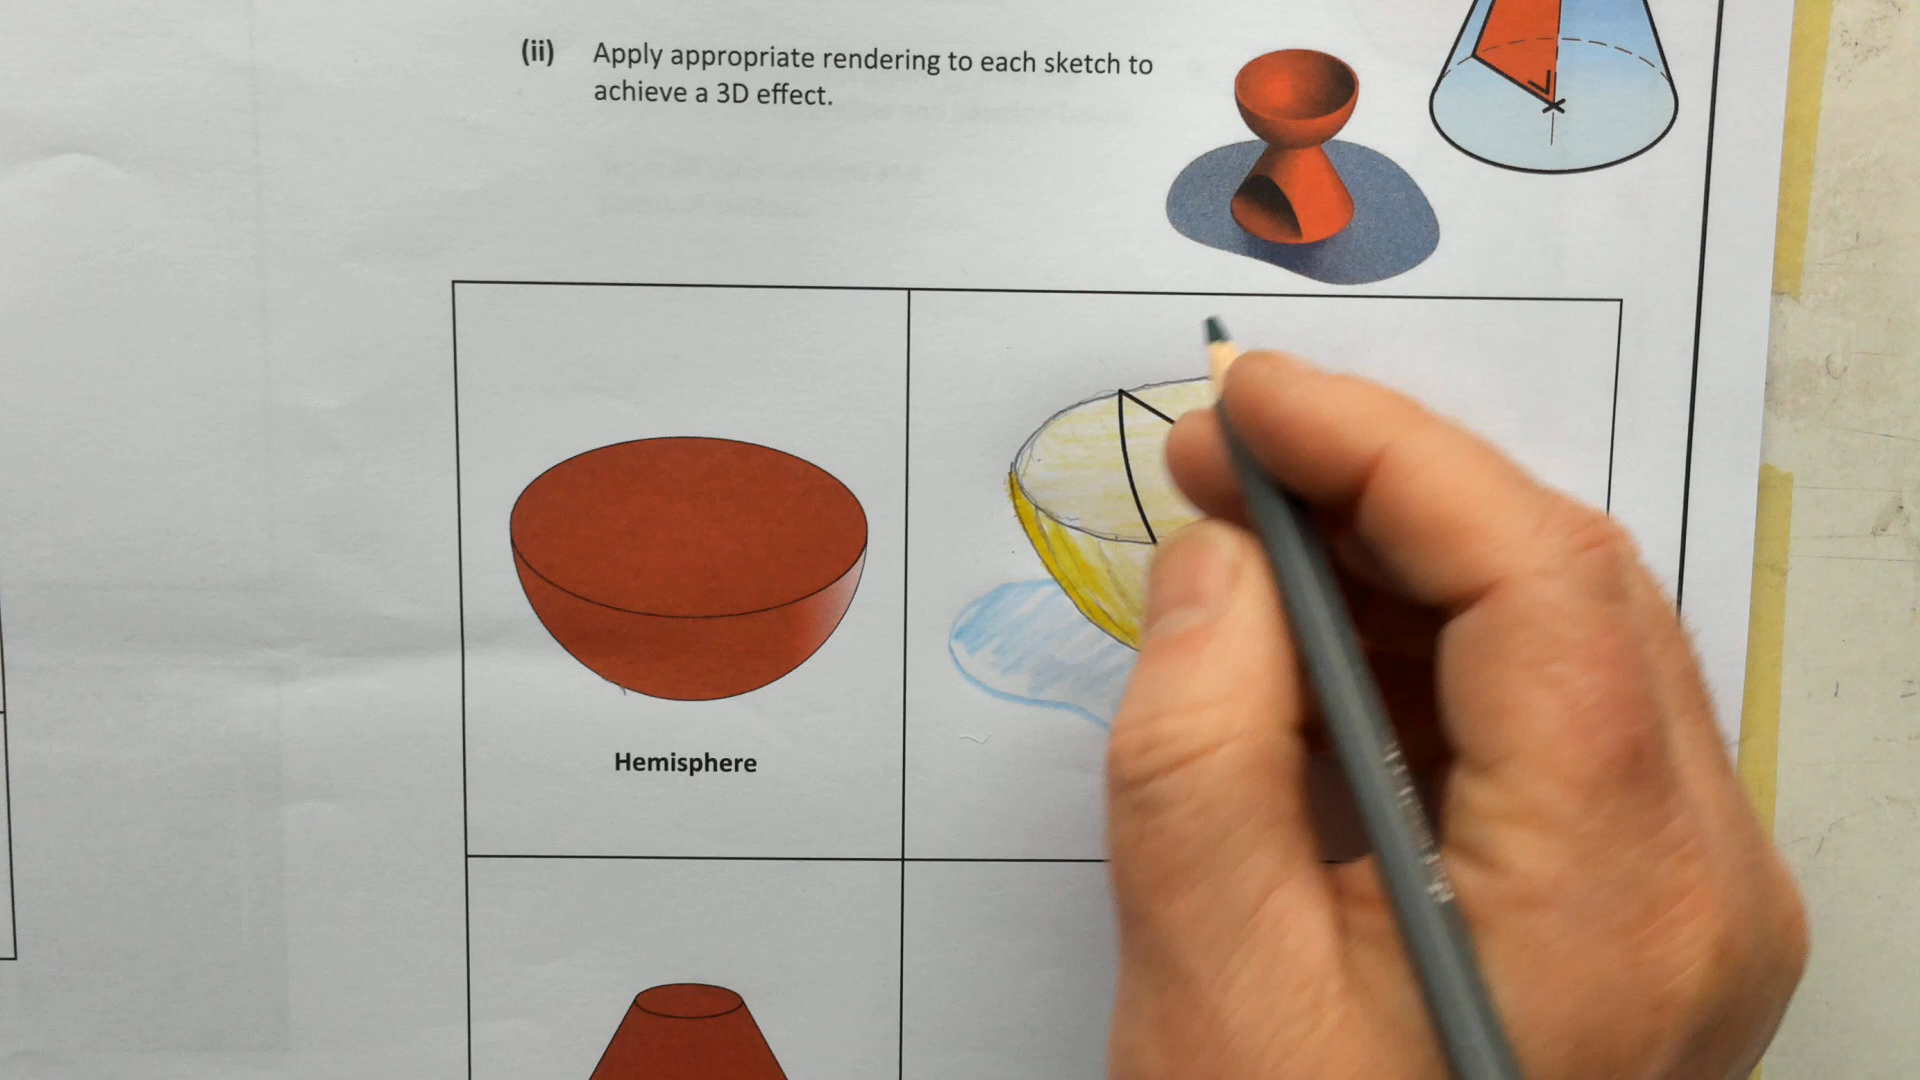 (ii) Apply appropriate rendering to each sketch to
achieve a 3D effect.
Hemisphere